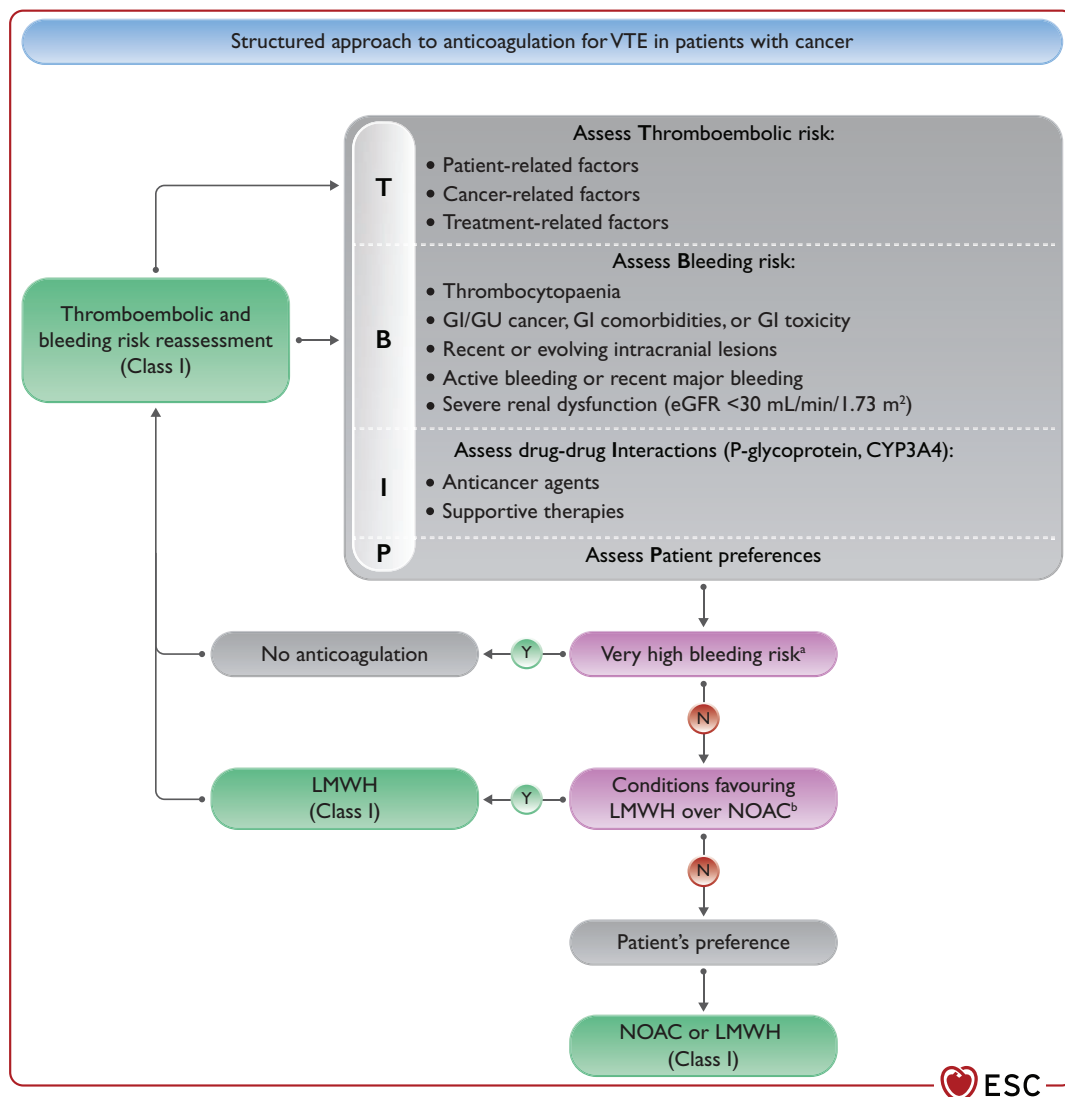 Structured approach to anticoagulation for VTE in patients with cancer
T
Assess Thromboembolic risk:
• Patient-related factors
• Cancer-related factors
• Treatment-related factors
B
Assess Bleeding risk:
• Thrombocytopaenia
• GI/GU cancer, GI comorbidities, or GI toxicity
• Recent or evolving intracranial lesions
• Active bleeding or recent major bleeding
• Severe renal dysfunction (eGFR <30 mL/min/1.73 m²)
I
Assess drug-drug Interactions (P-glycoprotein, CYP3A4):
• Anticancer agents
• Supportive therapies
P
Assess Patient preferences
Thromboembolic and
bleeding risk reassessment
(Class I)
No anticoagulation
Y
Very high bleeding riskᵃ
N
LMWH
(Class I)
Y
Conditions favouring
LMWH over NOACᵇ
N
Patient's preference
NOAC or LMWH
(Class I)
ESC